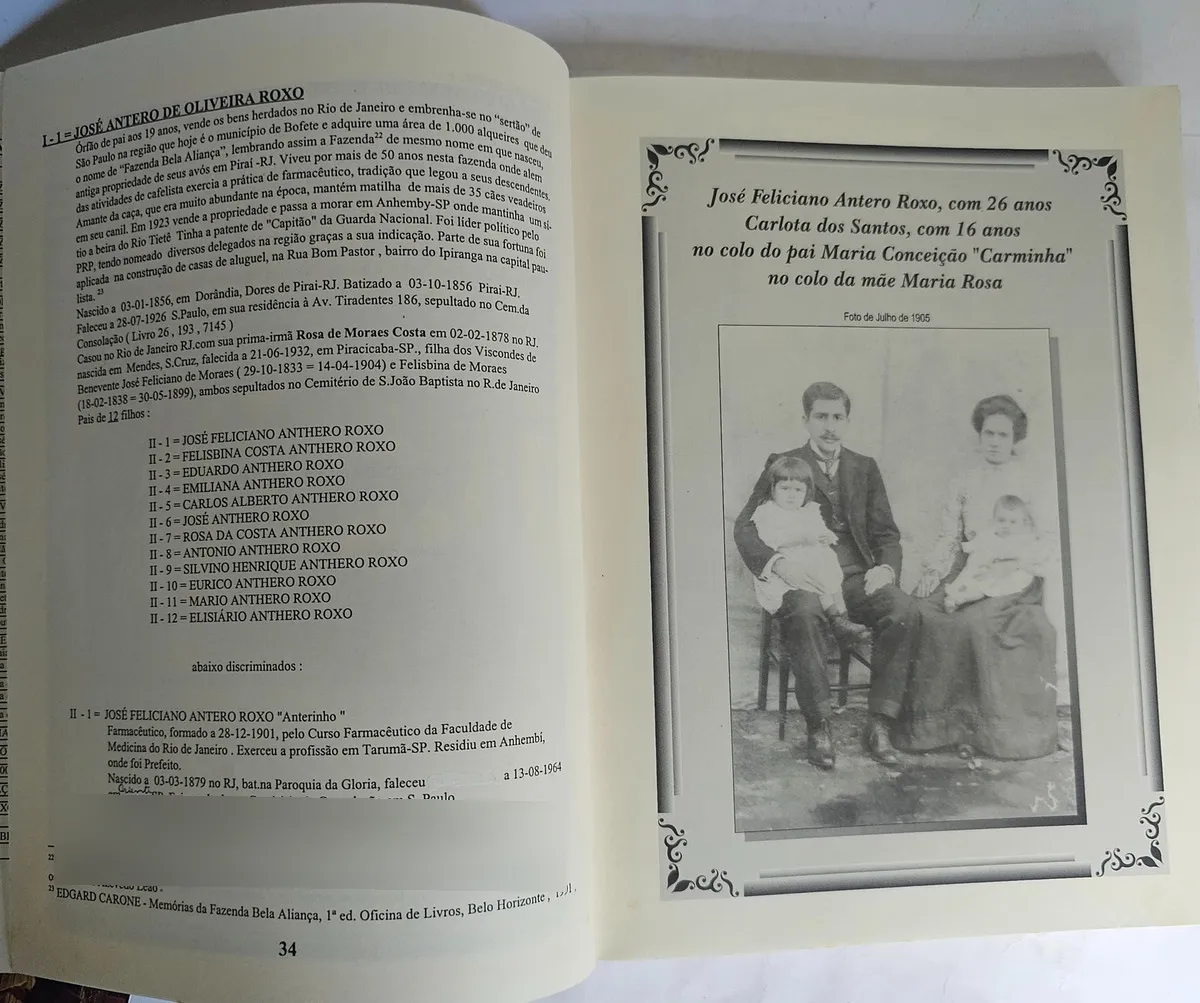 I - 1 = JOSÉ ANTERO DE OLIVEIRA ROXO
Órfão de pai aos 19 anos, vende os bens herdados no Rio de Janeiro e embrenha-se no "sertão" de
São Paulo na região que hoje é o município de Bofete e adquire uma área de 1.000 alqueires que deu
o nome de "Fazenda Bela Aliança", lembrando assim a Fazenda²² de mesmo nome em que nasceu,
antiga propriedade de seus avós em Piraí -RJ. Viveu por mais de 50 anos nesta fazenda onde alem
das atividades de cafelista exercia a prática de farmacêutico, tradição que legou a seus descendentes.
Amante da caça, que era muito abundante na época, mantém matilha de mais de 35 cães veadeiros
em seu canil. Em 1923 vende a propriedade e passa a morar em Anhemby-SP onde mantinha um sí-
tio a beira do Rio Tietê Tinha a patente de "Capitão" da Guarda Nacional. Foi líder político pelo
PRP, tendo nomeado diversos delegados na região graças a sua indicação. Parte de sua fortuna foi
aplicada na construção de casas de aluguel, na Rua Bom Pastor , bairro do Ipiranga na capital pau-
lista. ²³
Nascido a 03-01-1856, em Dorândia, Dores de Pirai-RJ. Batizado a 03-10-1856 Pirai-RJ.
Faleceu a 28-07-1926 S.Paulo, em sua residência à Av. Tiradentes 186, sepultado no Cem.da
Consolação ( Livro 26 , 193 , 7145 )
Casou no Rio de Janeiro RJ.com sua prima-irmã Rosa de Moraes Costa em 02-02-1878 no RJ.
nascida em Mendes, S.Cruz, falecida a 21-06-1932, em Piracicaba-SP., filha dos Viscondes de
Benevente José Feliciano de Moraes ( 29-10-1833 = 14-04-1904) e Felisbina de Moraes
(18-02-1838 = 30-05-1899), ambos sepultados no Cemitério de S.João Baptista no R.de Janeiro
Pais de 12 filhos :
II - 1 = JOSÉ FELICIANO ANTHERO ROXO
II - 2 = FELISBINA COSTA ANTHERO ROXO
II - 3 = EDUARDO ANTHERO ROXO
II - 4 = EMILIANA ANTHERO ROXO
II - 5 = CARLOS ALBERTO ANTHERO ROXO
II - 6 = JOSÉ ANTHERO ROXO
II - 7 = ROSA DA COSTA ANTHERO ROXO
II - 8 = ANTONIO ANTHERO ROXO
II - 9 = SILVINO HENRIQUE ANTHERO ROXO
II - 10 = EURICO ANTHERO ROXO
II - 11 = MARIO ANTHERO ROXO
II - 12 = ELISIÁRIO ANTHERO ROXO
abaixo discriminados :
II - 1 = JOSÉ FELICIANO ANTERO ROXO "Anterinho "
Farmacêutico, formado a 28-12-1901, pelo Curso Farmacêutico da Faculdade de
Medicina do Rio de Janeiro . Exerceu a profissão em Tarumã-SP. Residiu em Anhembi,
onde foi Prefeito.
Nascido a 03-03-1879 no RJ, bat.na Paroquia da Gloria, faleceu a 13-08-1964
S. Paulo
22
²³ EDGARD CARONE - Memórias da Fazenda Bela Aliança, 1ª ed. Oficina de Livros, Belo Horizonte ,
34
José Feliciano Antero Roxo, com 26 anos
Carlota dos Santos, com 16 anos
no colo do pai Maria Conceição "Carminha"
no colo da mãe Maria Rosa
Foto de Julho de 1905